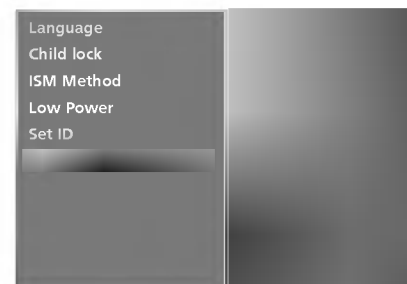 Language
Child lock
ISM Method
Low Power
Set ID